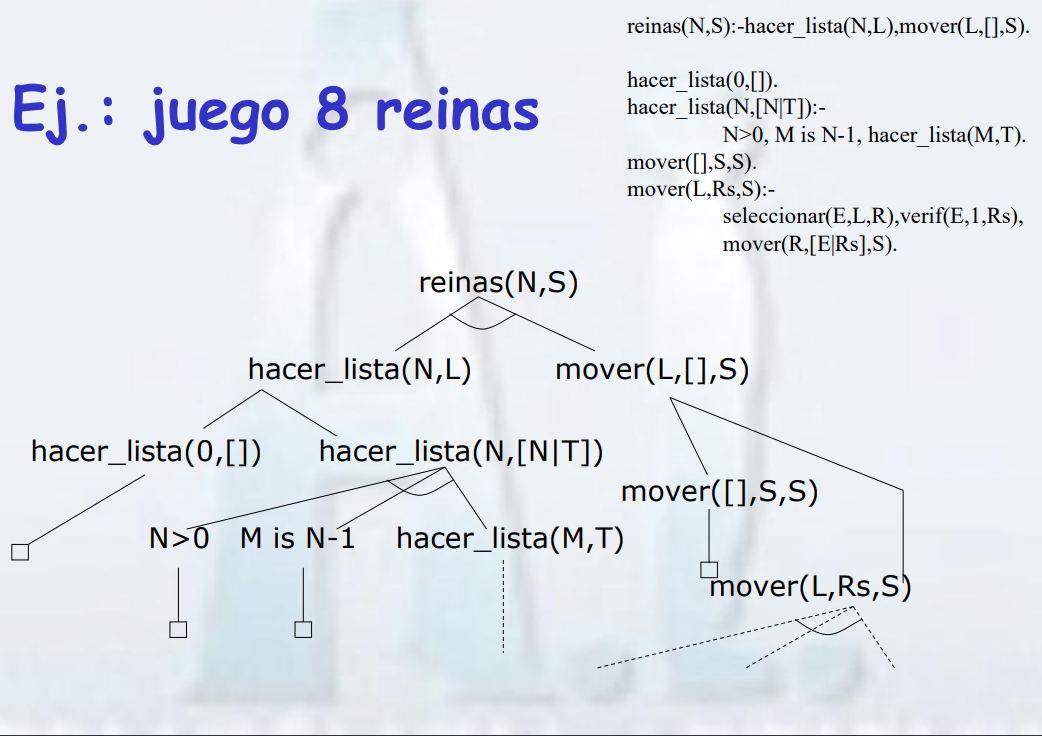 reinas(N,S):-hacer_lista(N,L),mover(L,[],S).
hacer_lista(0,[]).
hacer_lista(N,[N|T]):-
N>0, M is N-1, hacer_lista(M,T).
mover([],S,S).
mover(L,Rs,S):-
seleccionar(E,L,R),verif(E,1,Rs),
mover(R,[E|Rs],S).
Ej.: juego 8 reinas
reinas(N,S)
hacer_lista(N,L)
mover(L,[],S)
hacer_lista(0,[])
hacer_lista(N,[N|T])
mover([],S,S)
N>0
M is N-1
hacer_lista(M,T)
mover(L,Rs,S)